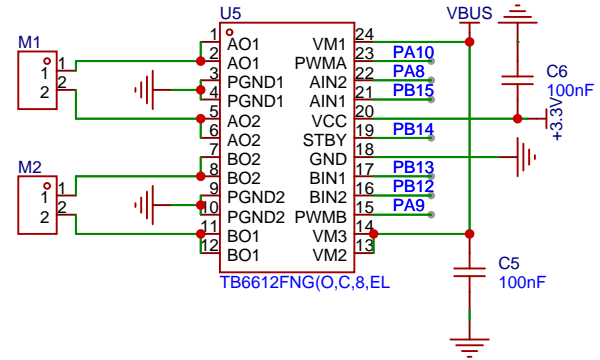 U5
VBUS
M1
1
2
1
2
M2
1
2
1
2
1 AO1 VM1 24
2 AO1 PWMA 23 PA10
3 PGND1 AIN2 22 PA8
4 PGND1 AIN1 21 PB15
5 AO2 VCC 20
6 AO2 STBY 19 PB14
7 BO2 GND 18
8 BO2 BIN1 17 PB13
9 PGND2 BIN2 16 PB12
10 PGND2 PWMB 15 PA9
11 BO1 VM3 14
12 BO1 VM2 13
TB6612FNG(O,C,8,EL
C6
100nF
+3.3V
C5
100nF